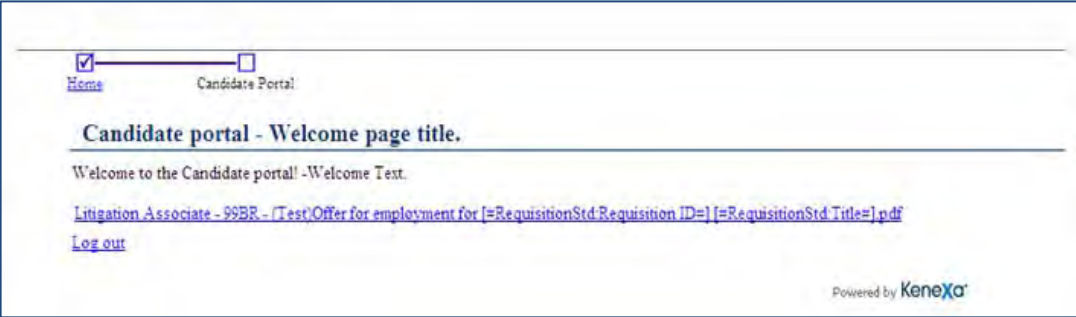 Home Candidate Portal
Candidate portal - Welcome page title.
Welcome to the Candidate portal! -Welcome Text.
Litigation Associate - 99BR - (Test)Offer for employment for [=RequisitionStd:Requisition ID=] [=RequisitionStd:Title=].pdf
Log out
Powered by Kenexa